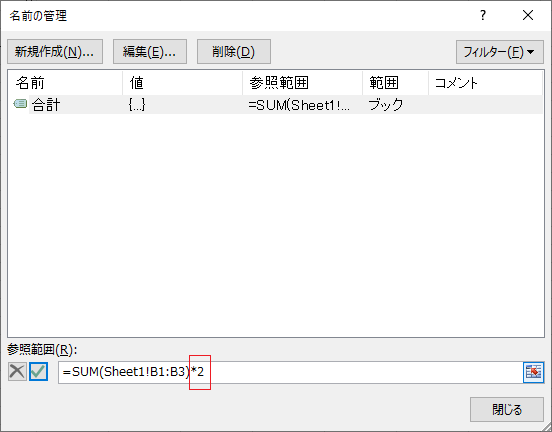 名前の管理
新規作成(N)... 編集(E)... 削除(D) フィルター(F)
名前 値 参照範囲 範囲 コメント
合計 {...} =SUM(Sheet1!... ブック
参照範囲(R):
=SUM(Sheet1!B1:B3)*2
閉じる